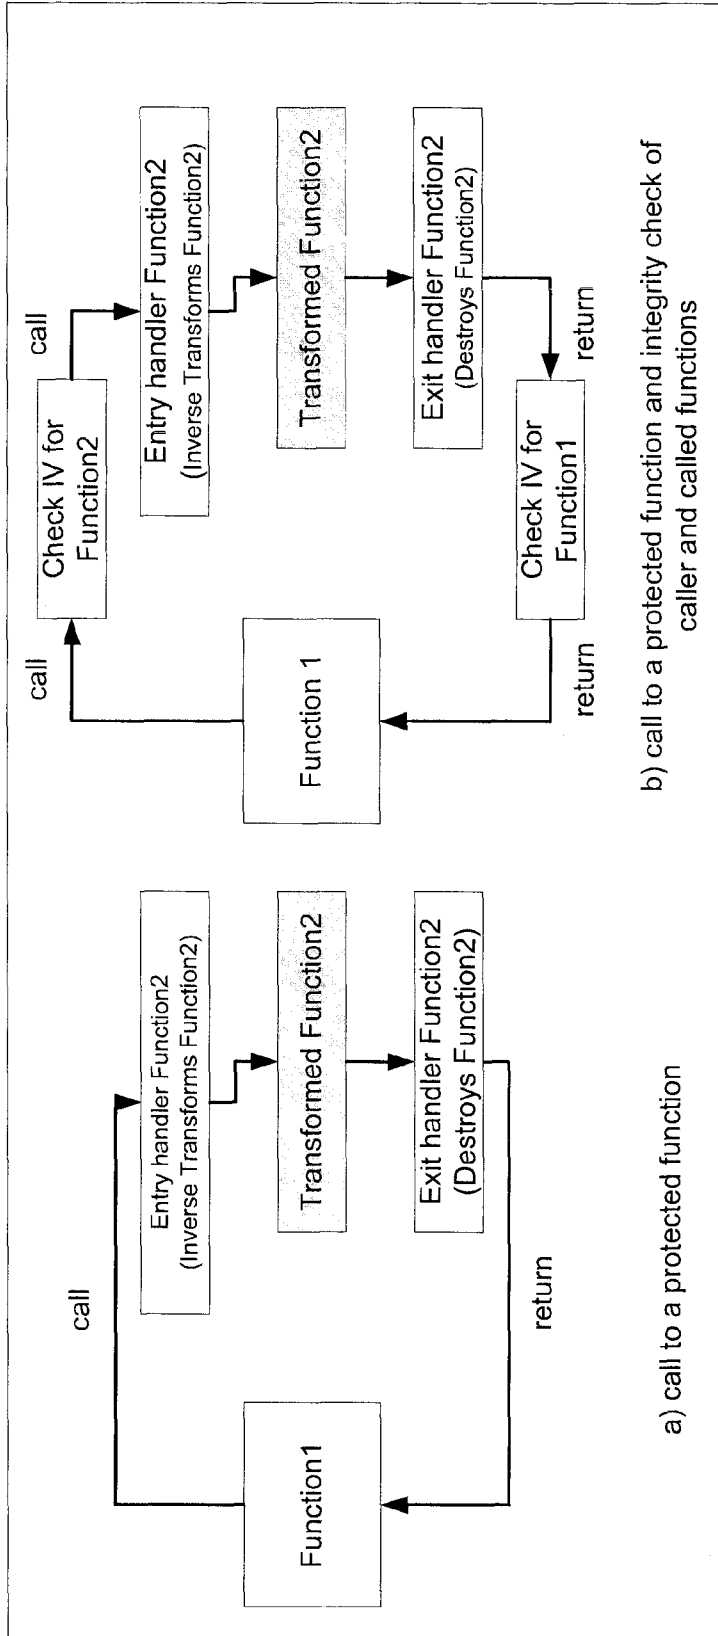 call
Function1
Entry handler Function2
(Inverse Transforms Function2)
Transformed Function2
Exit handler Function2
(Destroys Function2)
return
a) call to a protected function
call
Check IV for
Function2
call
Function 1
Entry handler Function2
(Inverse Transforms Function2)
Transformed Function2
Exit handler Function2
(Destroys Function2)
return
Check IV for
Function1
return
b) call to a protected function and integrity check of
caller and called functions